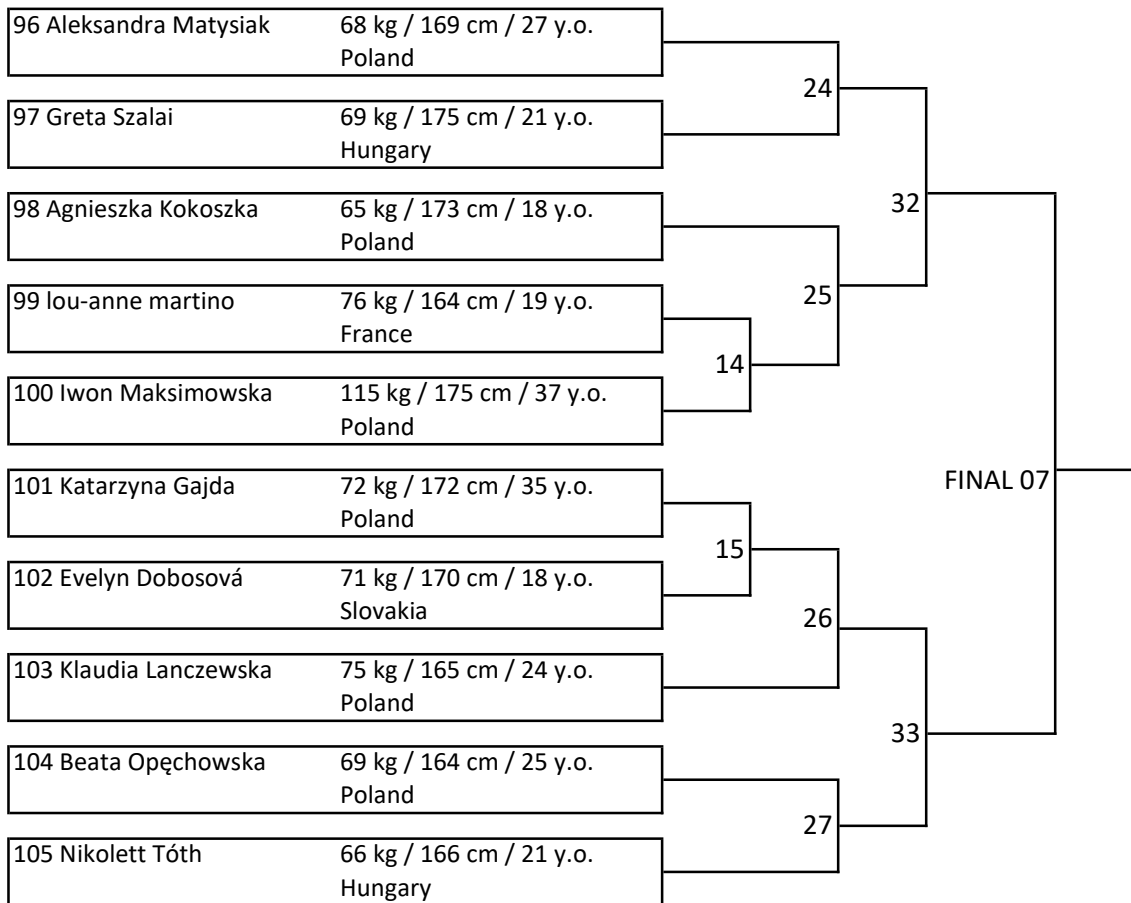 96 Aleksandra Matysiak 68 kg / 169 cm / 27 y.o.
Poland
24
97 Greta Szalai 69 kg / 175 cm / 21 y.o.
Hungary
98 Agnieszka Kokoszka 65 kg / 173 cm / 18 y.o.
32
Poland
25
99 lou-anne martino 76 kg / 164 cm / 19 y.o.
France
14
100 Iwon Maksimowska 115 kg / 175 cm / 37 y.o.
Poland
101 Katarzyna Gajda 72 kg / 172 cm / 35 y.o.
FINAL 07
Poland
15
102 Evelyn Dobosová 71 kg / 170 cm / 18 y.o.
Slovakia
26
103 Klaudia Lanczewska 75 kg / 165 cm / 24 y.o.
Poland
33
104 Beata Opęchowska 69 kg / 164 cm / 25 y.o.
Poland
27
105 Nikolett Tóth 66 kg / 166 cm / 21 y.o.
Hungary